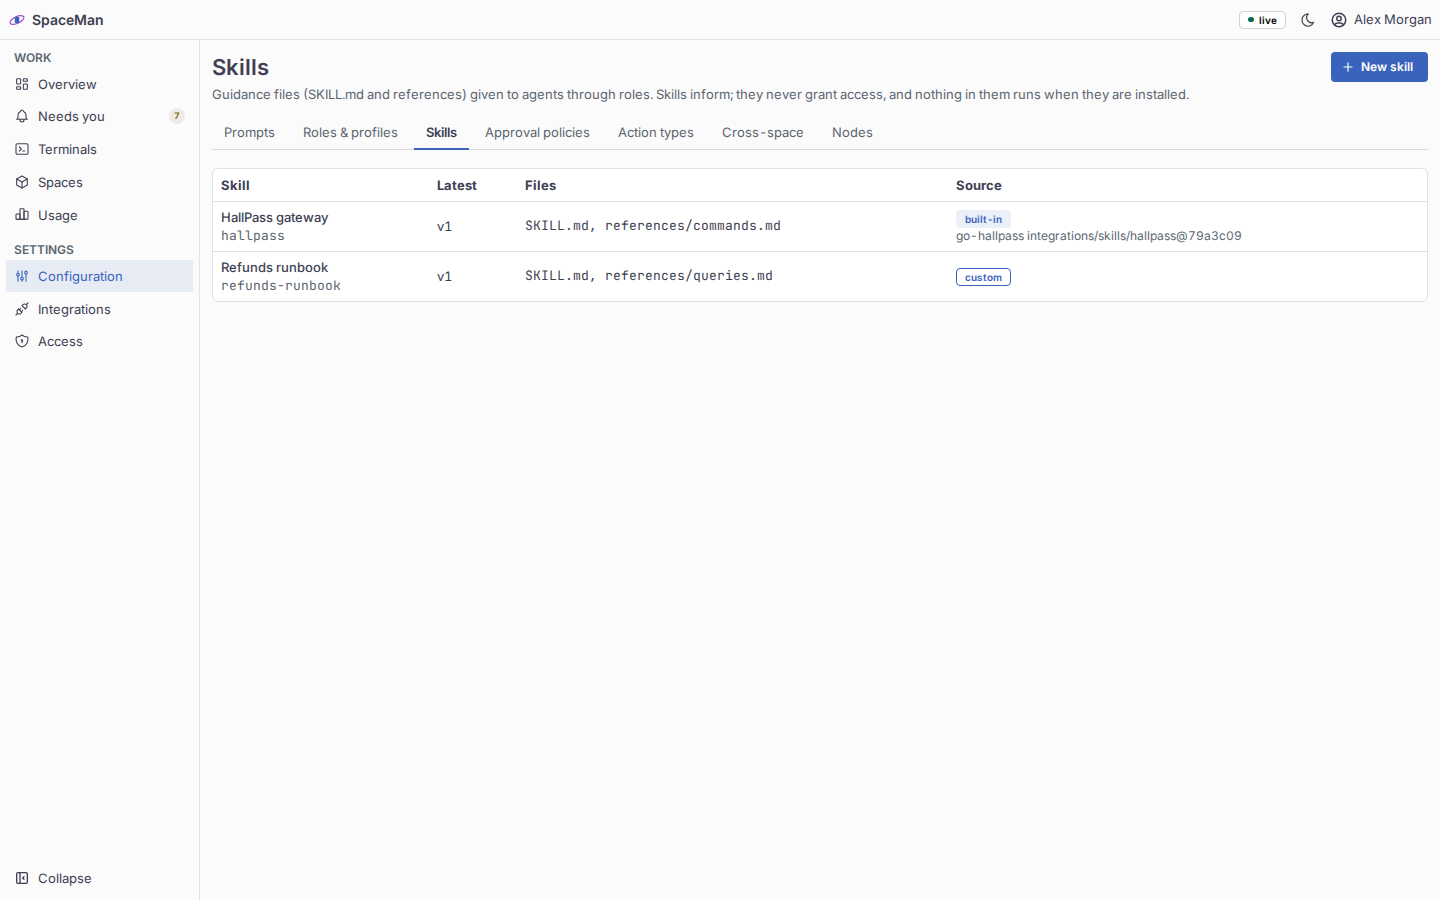 SpaceMan
live
Alex Morgan
WORK
Overview
Needs you
7
Terminals
Spaces
Usage
SETTINGS
Configuration
Integrations
Access
Collapse
Skills
New skill
Guidance files (SKILL.md and references) given to agents through roles. Skills inform; they never grant access, and nothing in them runs when they are installed.
Prompts
Roles & profiles
Skills
Approval policies
Action types
Cross-space
Nodes
Skill
Latest
Files
Source
HallPass gateway
hallpass
v1
SKILL.md, references/commands.md
built-in
go-hallpass integrations/skills/hallpass@79a3c09
Refunds runbook
refunds-runbook
v1
SKILL.md, references/queries.md
custom